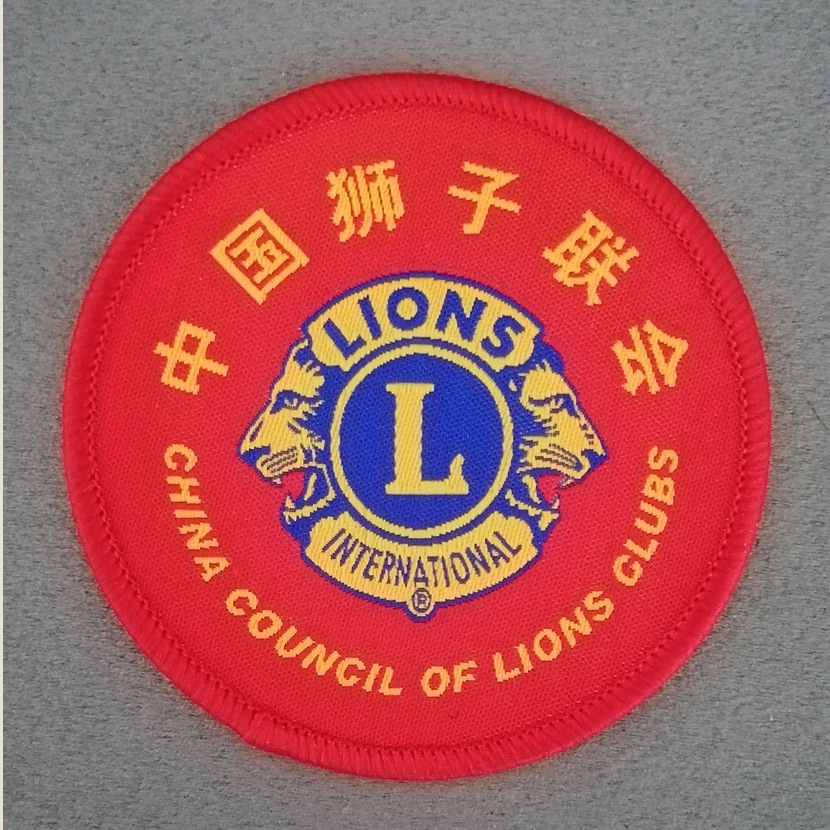 中国狮子联会
LIONS
L
INTERNATIONAL
®
CHINA COUNCIL OF LIONS CLUBS